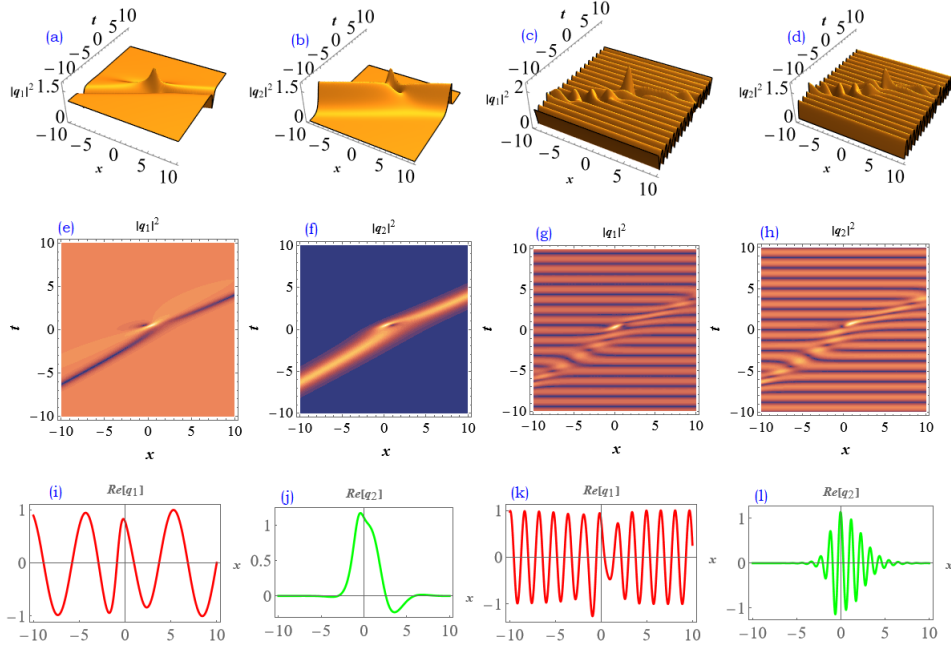 (a)
t
10
5
0
−5
−10
1.5
|q₁|²
0
−10
−5
0
5
10
x
(b)
t
10
5
0
−5
−10
1.5
|q₂|²
0
−10
−5
0
5
10
x
(c)
t
10
5
0
−5
−10
2
|q₁|²
0
−10
−5
0
5
10
x
(d)
t
10
5
0
−5
−10
1.5
|q₂|²
0
−10
−5
0
5
10
x
(e) |q₁|²
10
5
t 0
−5
−10
−10 −5 0 5 10
x
(f) |q₂|²
10
5
t 0
−5
−10
−10 −5 0 5 10
x
(g) |q₁|²
10
5
t 0
−5
−10
−10 −5 0 5 10
x
(h) |q₂|²
10
5
t 0
−5
−10
−10 −5 0 5 10
x
(i) Re[q₁]
1
0 x
−1
−10 −5 0 5 10
(j) Re[q₂]
1
0.5
0 x
−10 −5 0 5 10
(k) Re[q₁]
1
0 x
−1
−10 −5 0 5 10
(l) Re[q₂]
1
0 x
−1
−10 −5 0 5 10